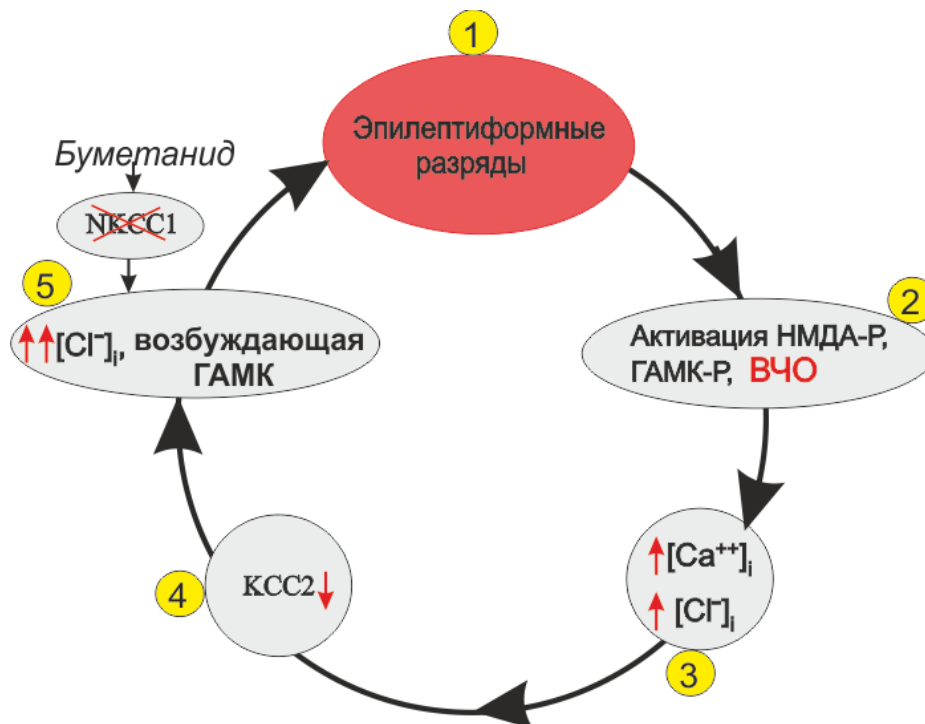 1
Эпилептиформные
разряды
Буметанид
NKCC1
5
↑↑[Cl⁻]ᵢ, возбуждающая
ГАМК
2
Активация НМДА-Р,
ГАМК-Р, ВЧО
↑[Ca⁺⁺]ᵢ
↑ [Cl⁻]ᵢ
3
4
KCC2↓